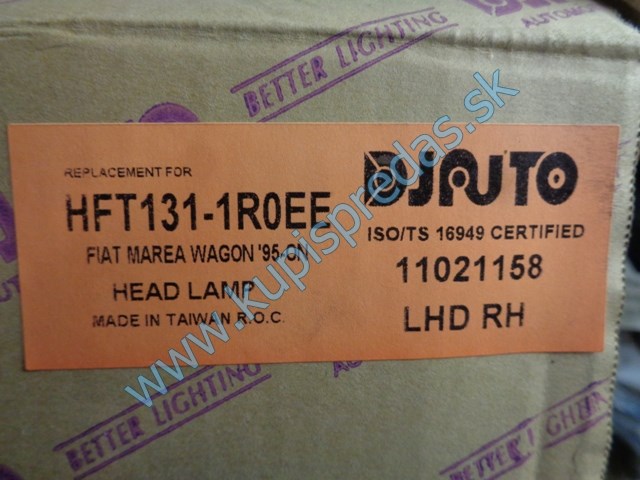 BETTER LIGHTING
REPLACEMENT FOR
HFT131-1R0EE
FIAT MAREA WAGON '95-ON
HEAD LAMP
MADE IN TAIWAN R.O.C.
DJAUTO
ISO/TS 16949 CERTIFIED
11021158
LHD RH
www.kupispredas.sk
BETTER LIGHTING
BETTER LIGHTING